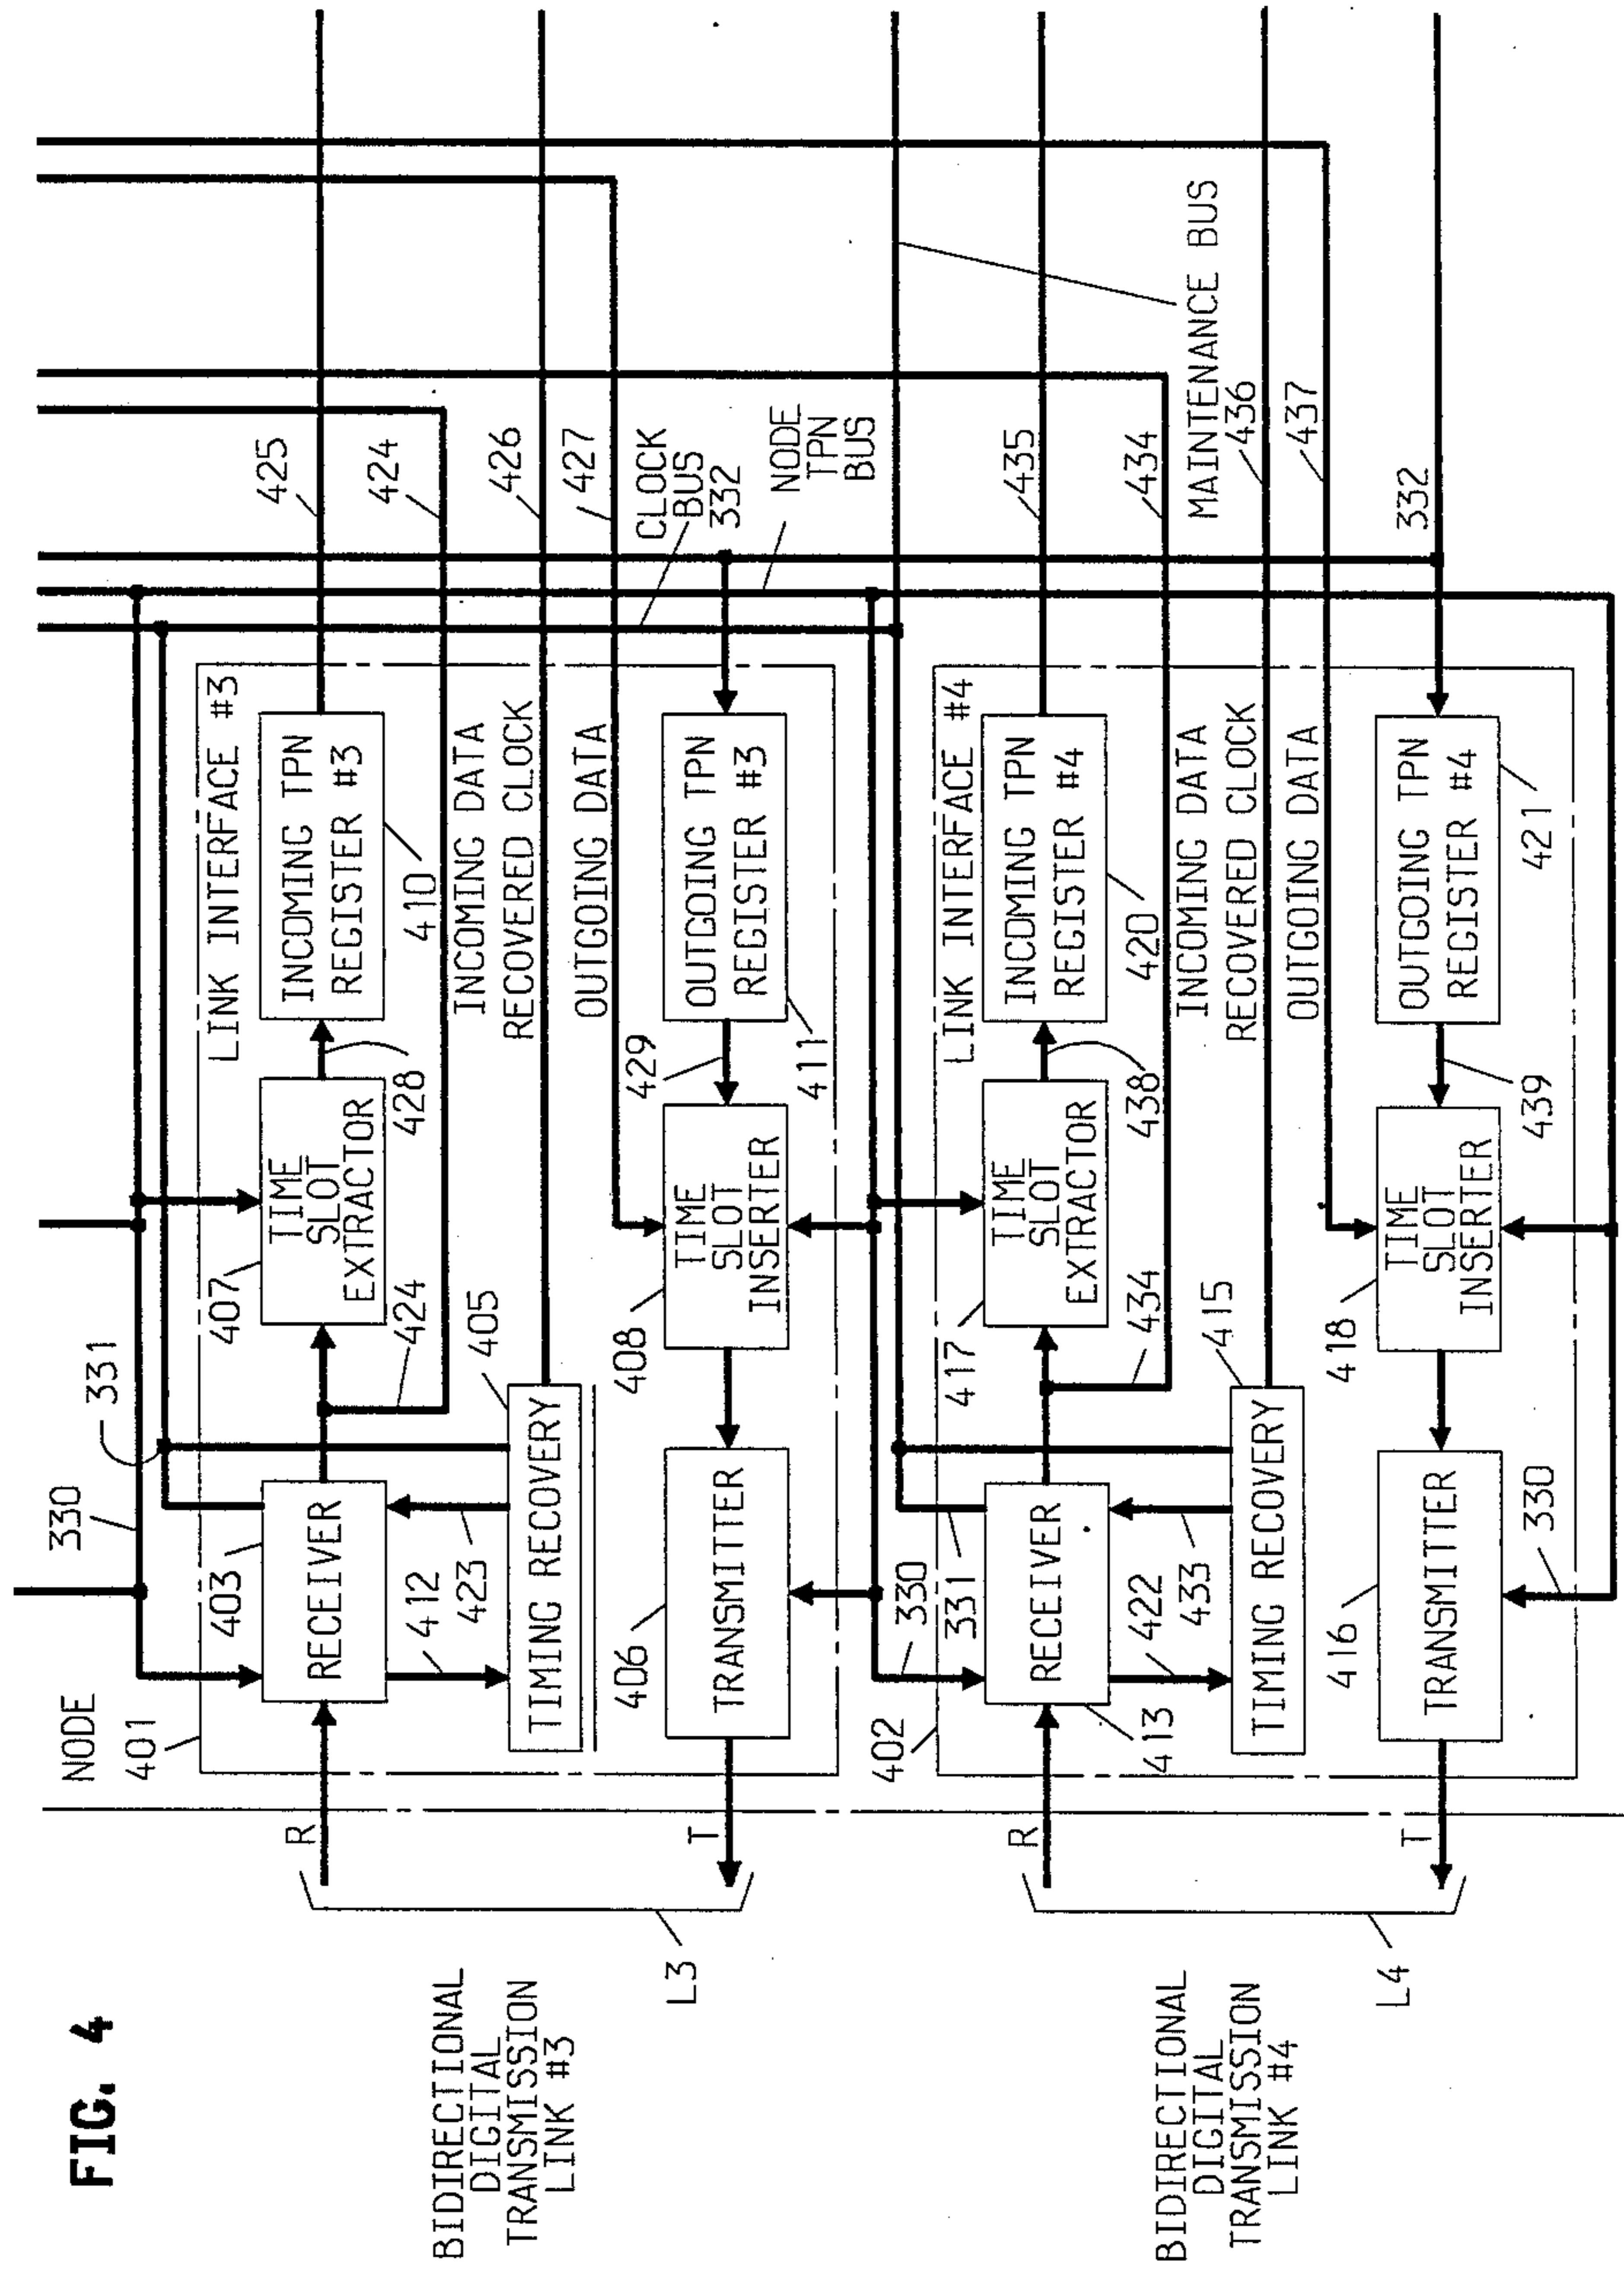 FIG. 4
BIDIRECTIONAL
DIGITAL
TRANSMISSION
LINK #3
L3
R
T
NODE
401
330
331
403
RECEIVER
412
423
TIMING RECOVERY
405
406
TRANSMITTER
407
TIME
SLOT
EXTRACTOR
424
428
LINK INTERFACE #3
INCOMING TPN
REGISTER #3
410
INCOMING DATA
RECOVERED CLOCK
OUTGOING DATA
408
TIME
SLOT
INSERTER
429
411
OUTGOING TPN
REGISTER #3
425
424
426
427
CLOCK
BUS
332
NODE
TPN
BUS
BIDIRECTIONAL
DIGITAL
TRANSMISSION
LINK #4
L4
R
T
402
330
331
RECEIVER
413
422
433
TIMING RECOVERY
415
416
TRANSMITTER
330
417
TIME
SLOT
EXTRACTOR
434
438
LINK INTERFACE #4
INCOMING TPN
REGISTER #4
420
INCOMING DATA
RECOVERED CLOCK
OUTGOING DATA
418
TIME
SLOT
INSERTER
439
421
OUTGOING TPN
REGISTER #4
435
434
MAINTENANCE BUS
436
437
332